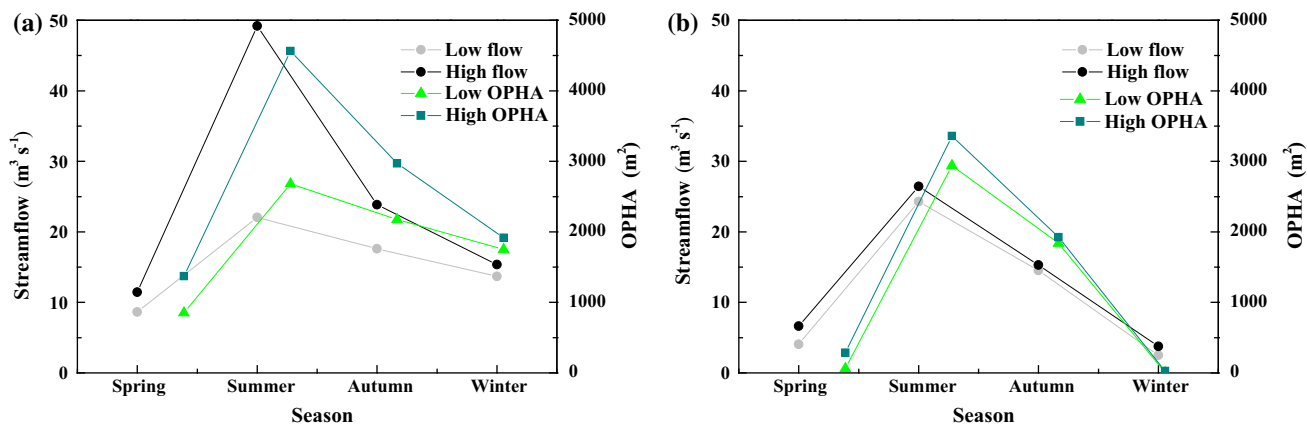 (a)
Low flow
High flow
Low OPHA
High OPHA
Streamflow (m³ s⁻¹)
50
40
30
20
10
0
OPHA (m²)
5000
4000
3000
2000
1000
0
Spring Summer Autumn Winter
Season
(b)
Low flow
High flow
Low OPHA
High OPHA
Streamflow (m³ s⁻¹)
50
40
30
20
10
0
OPHA (m²)
5000
4000
3000
2000
1000
0
Spring Summer Autumn Winter
Season